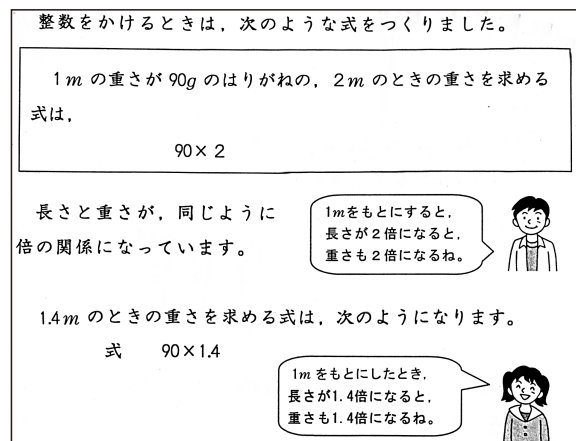 整数をかけるときは，次のような式をつくりました。
1mの重さが90gのはりがねの，2mのときの重さを求める
式は，
90×2
長さと重さが，同じように
倍の関係になっています。
1mをもとにすると，
長さが2倍になると，
重さも2倍になるね。
1.4mのときの重さを求める式は，次のようになります。
式　90×1.4
1mをもとにしたとき，
長さが1.4倍になると，
重さも1.4倍になるね。